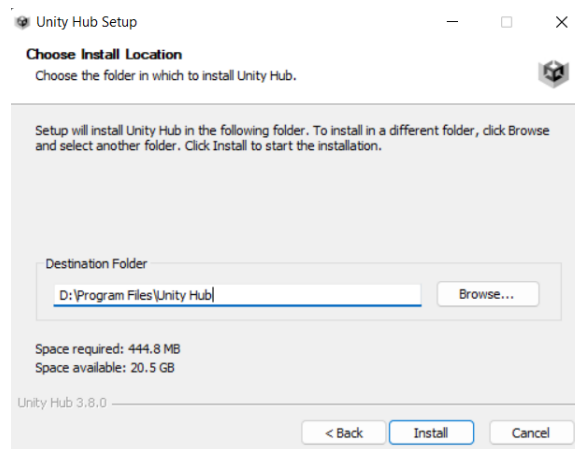 Unity Hub Setup
Choose Install Location
Choose the folder in which to install Unity Hub.
Setup will install Unity Hub in the following folder. To install in a different folder, click Browse
and select another folder. Click Install to start the installation.
Destination Folder
D:\Program Files\Unity Hub
Browse...
Space required: 444.8 MB
Space available: 20.5 GB
Unity Hub 3.8.0
< Back
Install
Cancel